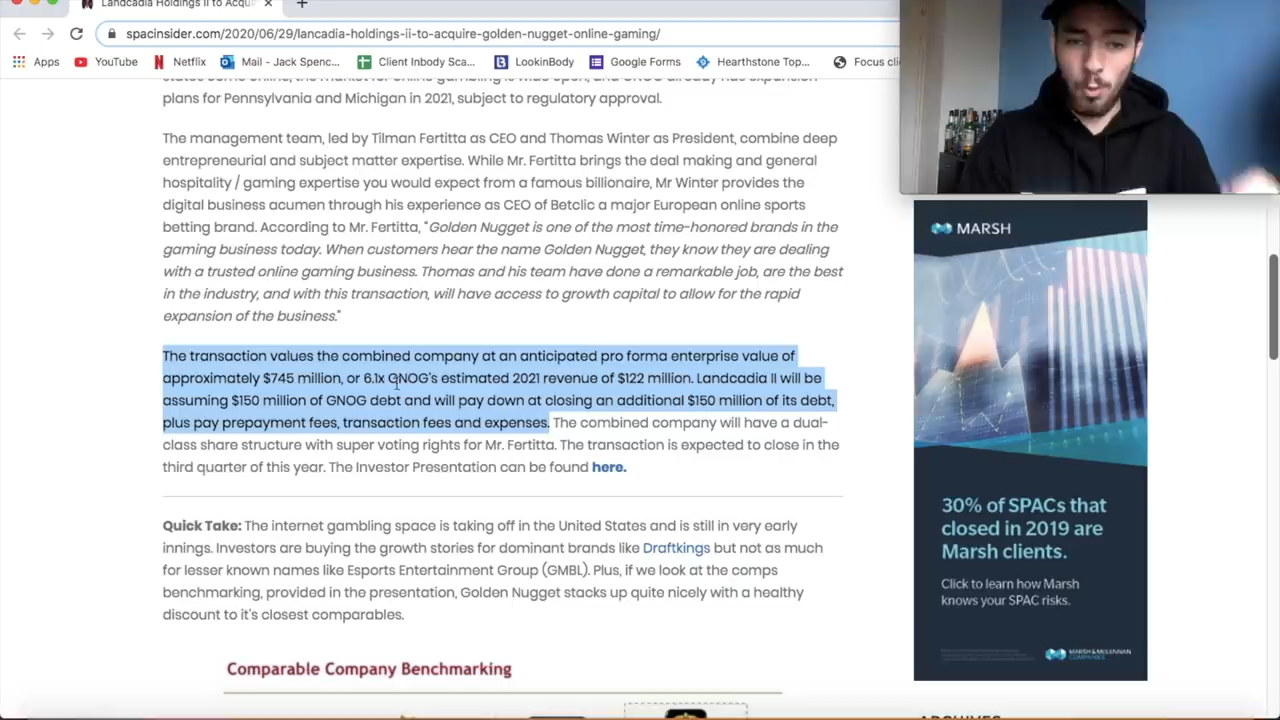 Landcadia Holdings II to Acqu
spacinsider.com/2020/06/29/lancadia-holdings-ii-to-acquire-golden-nugget-online-gaming/
Apps YouTube Netflix Mail - Jack Spenc... Client Inbody Sca... LookinBody Google Forms Hearthstone Top... Focus cli
plans for Pennsylvania and Michigan in 2021, subject to regulatory approval.
The management team, led by Tilman Fertitta as CEO and Thomas Winter as President, combine deep
entrepreneurial and subject matter expertise. While Mr. Fertitta brings the deal making and general
hospitality / gaming expertise you would expect from a famous billionaire, Mr Winter provides the
digital business acumen through his experience as CEO of Betclic a major European online sports
betting brand. According to Mr. Fertitta, "Golden Nugget is one of the most time-honored brands in the
gaming business today. When customers hear the name Golden Nugget, they know they are dealing
with a trusted online gaming business. Thomas and his team have done a remarkable job, are the best
in the industry, and with this transaction, will have access to growth capital to allow for the rapid
expansion of the business."
The transaction values the combined company at an anticipated pro forma enterprise value of
approximately $745 million, or 6.1x GNOG's estimated 2021 revenue of $122 million. Landcadia II will be
assuming $150 million of GNOG debt and will pay down at closing an additional $150 million of its debt,
plus pay prepayment fees, transaction fees and expenses. The combined company will have a dual-
class share structure with super voting rights for Mr. Fertitta. The transaction is expected to close in the
third quarter of this year. The Investor Presentation can be found here.
Quick Take: The internet gambling space is taking off in the United States and is still in very early
innings. Investors are buying the growth stories for dominant brands like Draftkings but not as much
for lesser known names like Esports Entertainment Group (GMBL). Plus, if we look at the comps
benchmarking, provided in the presentation, Golden Nugget stacks up quite nicely with a healthy
discount to it's closest comparables.
Comparable Company Benchmarking
MARSH
30% of SPACs that
closed in 2019 are
Marsh clients.
Click to learn how Marsh
knows your SPAC risks.
MARSH & MCLENNAN
COMPANIES
ARCHIVES